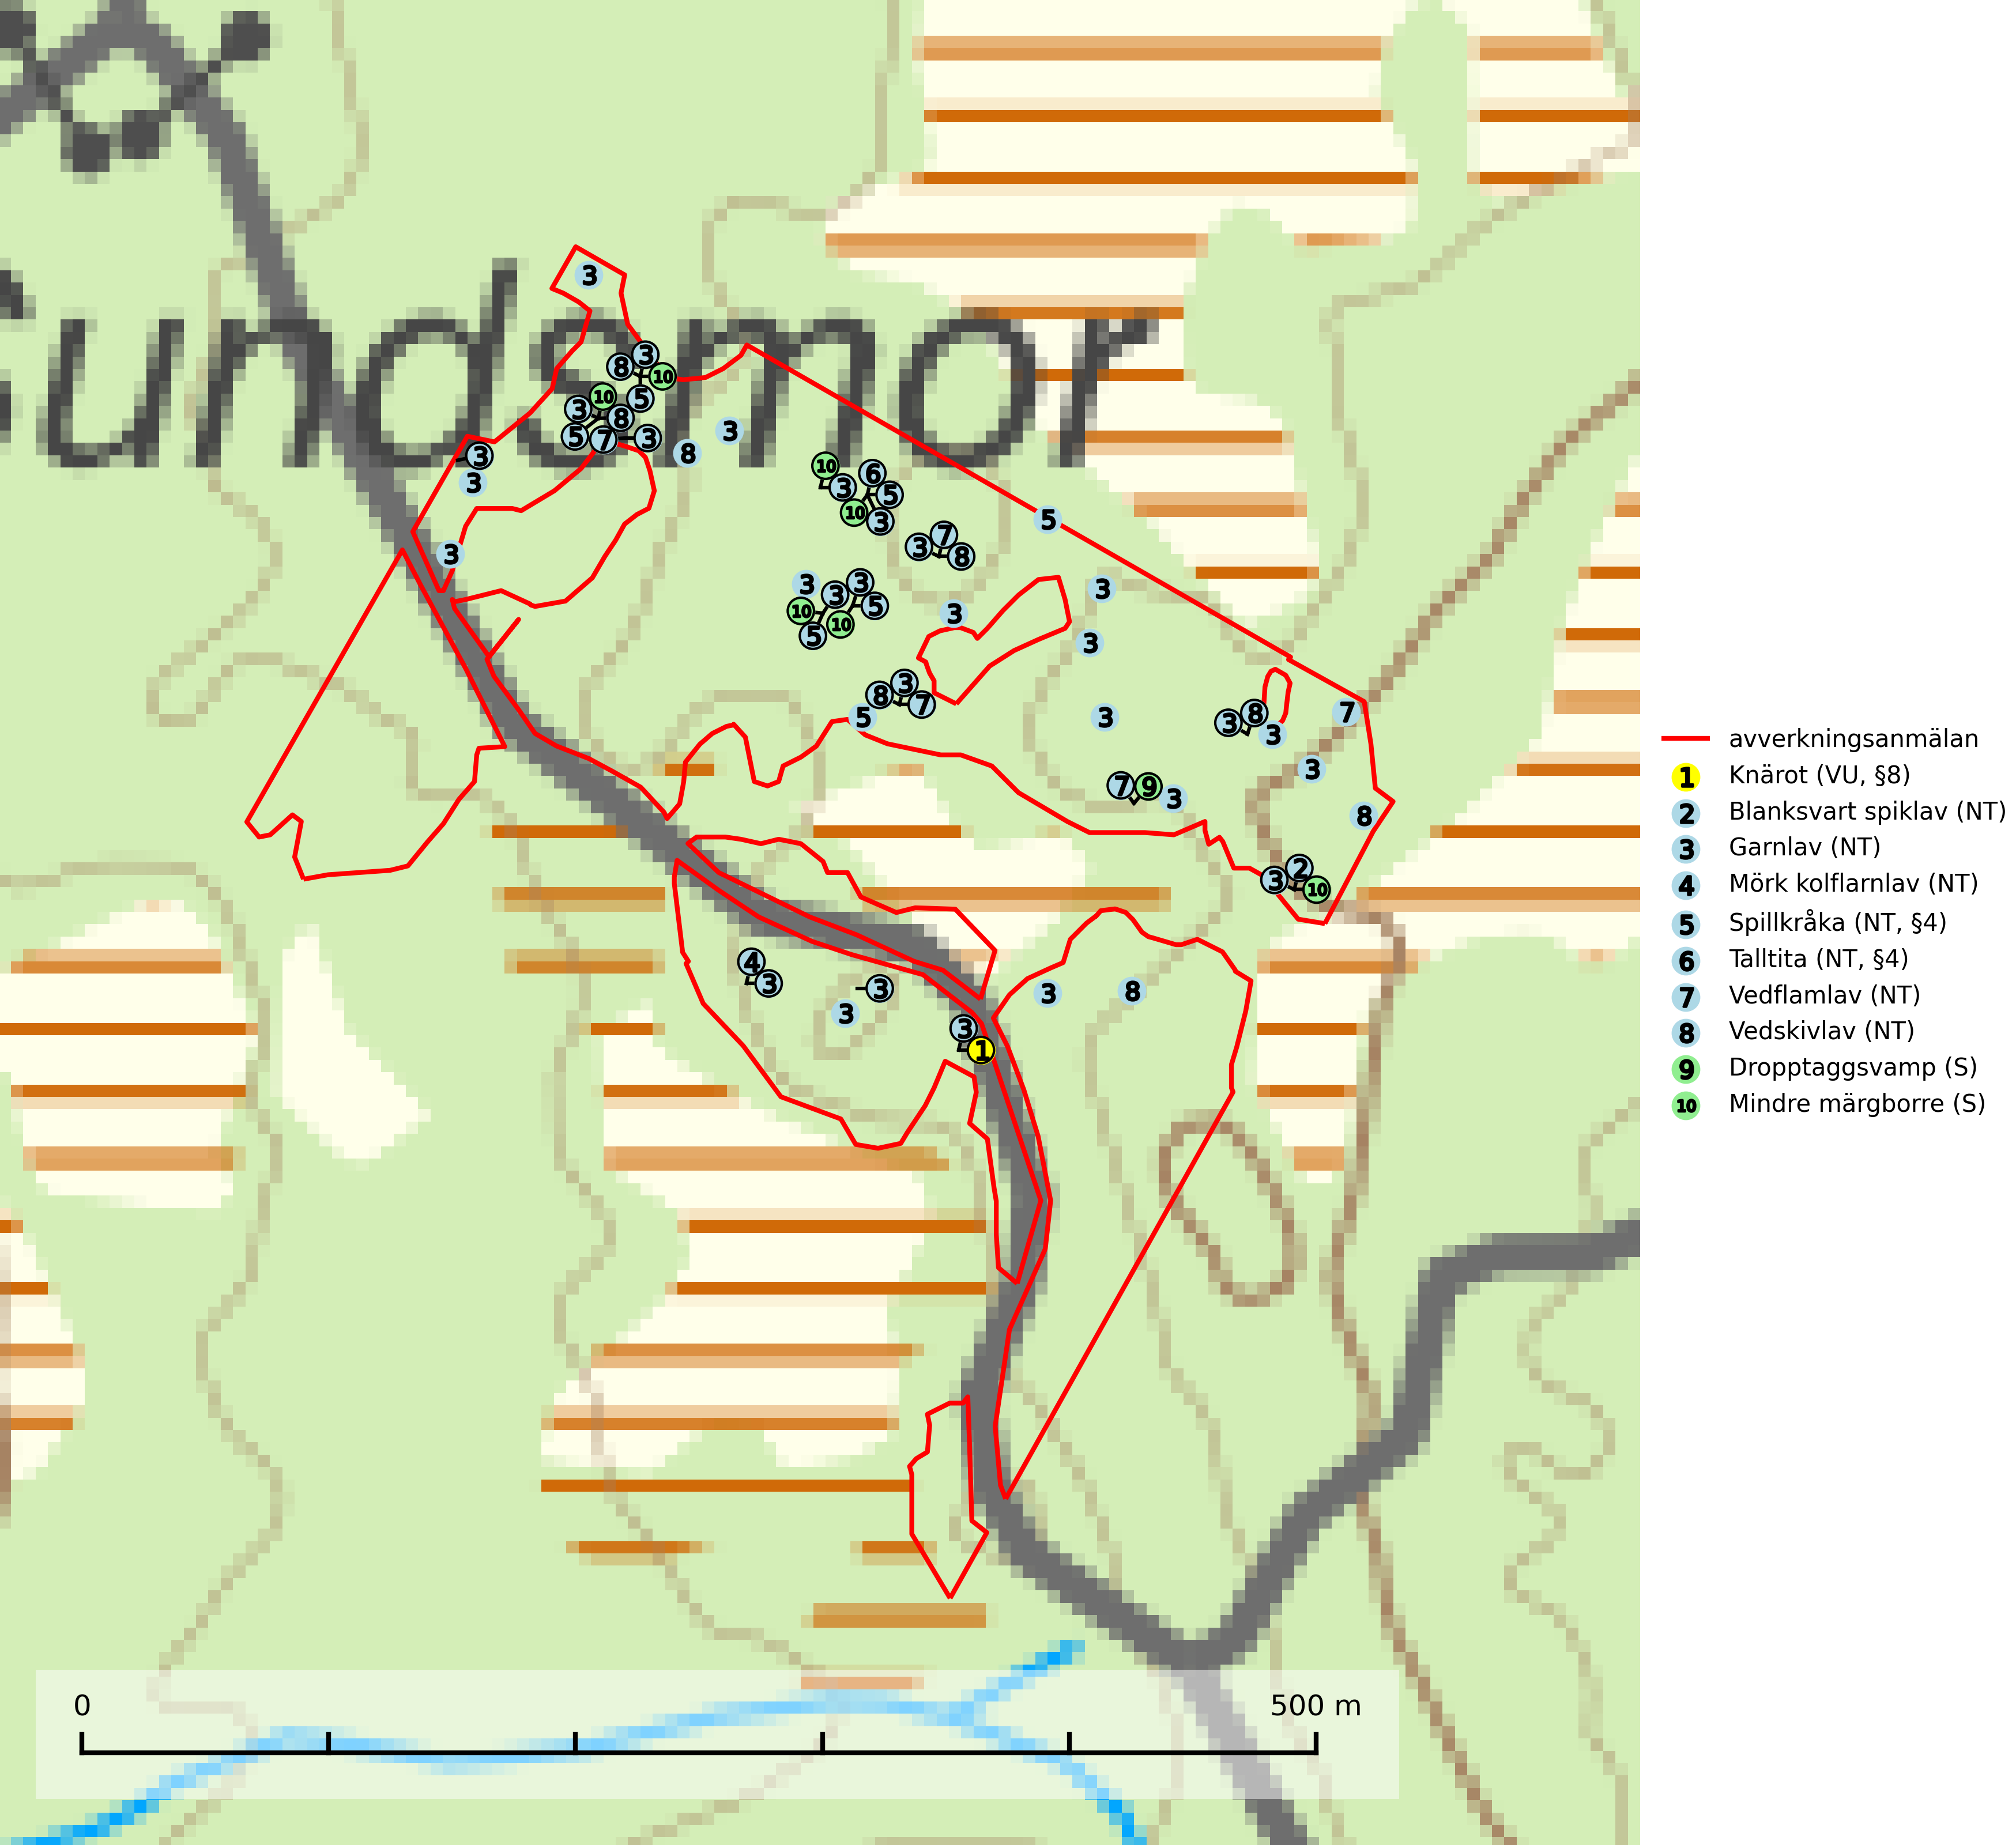 undsmor
avverkningsanmälan
1 Knärot (VU, §8)
2 Blanksvart spiklav (NT)
3 Garnlav (NT)
4 Mörk kolflarnlav (NT)
5 Spillkråka (NT, §4)
6 Talltita (NT, §4)
7 Vedflamlav (NT)
8 Vedskivlav (NT)
9 Dropptaggsvamp (S)
10 Mindre märgborre (S)
3
3
8 10
10 5
3 8
5 7 3
3 8
3
3
10 6
3 5
10 3
7
3 8
5
3
3 3 3
10 5
10
5
3
3
3
8 7
5
3
8
3 3
7
3
7 9 3
8
2
3 10
4
3 3
3
3 8
3
1
0 500 m